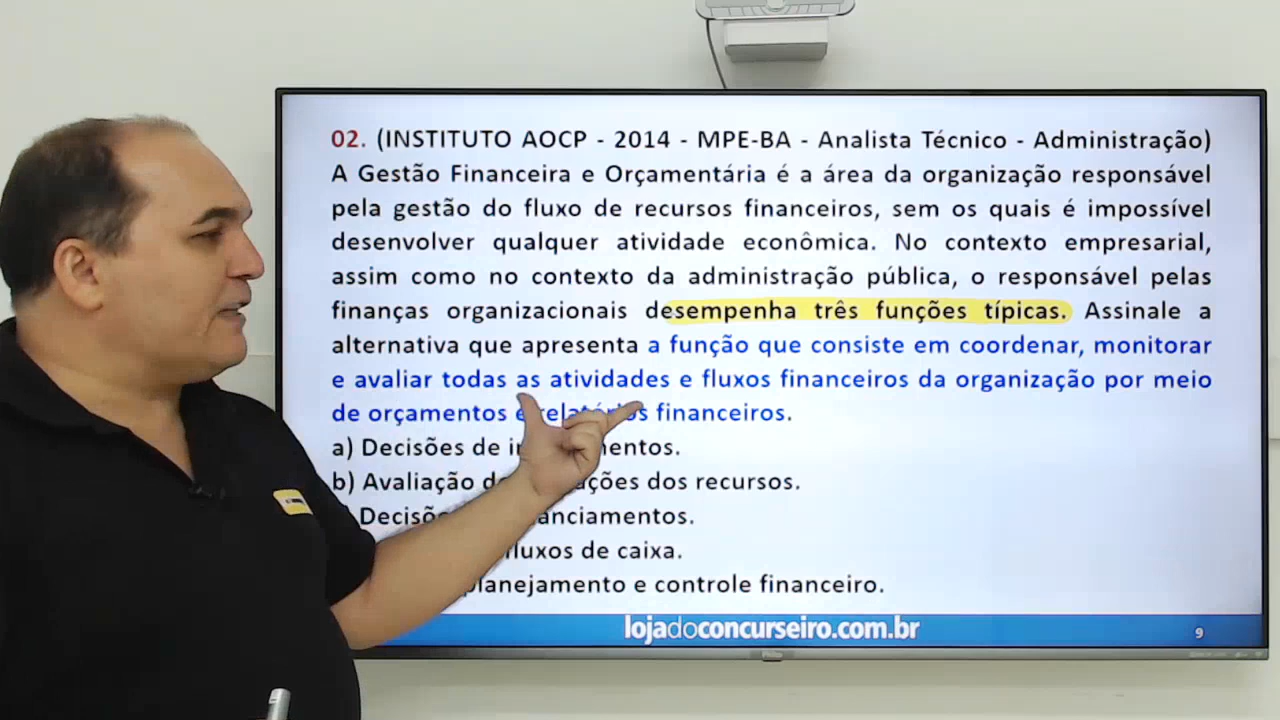 02. (INSTITUTO AOCP - 2014 - MPE-BA - Analista Técnico - Administração)
A Gestão Financeira e Orçamentária é a área da organização responsável
pela gestão do fluxo de recursos financeiros, sem os quais é impossível
desenvolver qualquer atividade econômica. No contexto empresarial,
assim como no contexto da administração pública, o responsável pelas
finanças organizacionais desempenha três funções típicas. Assinale a
alternativa que apresenta a função que consiste em coordenar, monitorar
e avaliar todas as atividades e fluxos financeiros da organização por meio
de orçamentos e relatórios financeiros.
a) Decisões de
b) Avaliação dos recursos.
de caixa.
planejamento e controle financeiro.
lojadoconcurseiro.com.br
9